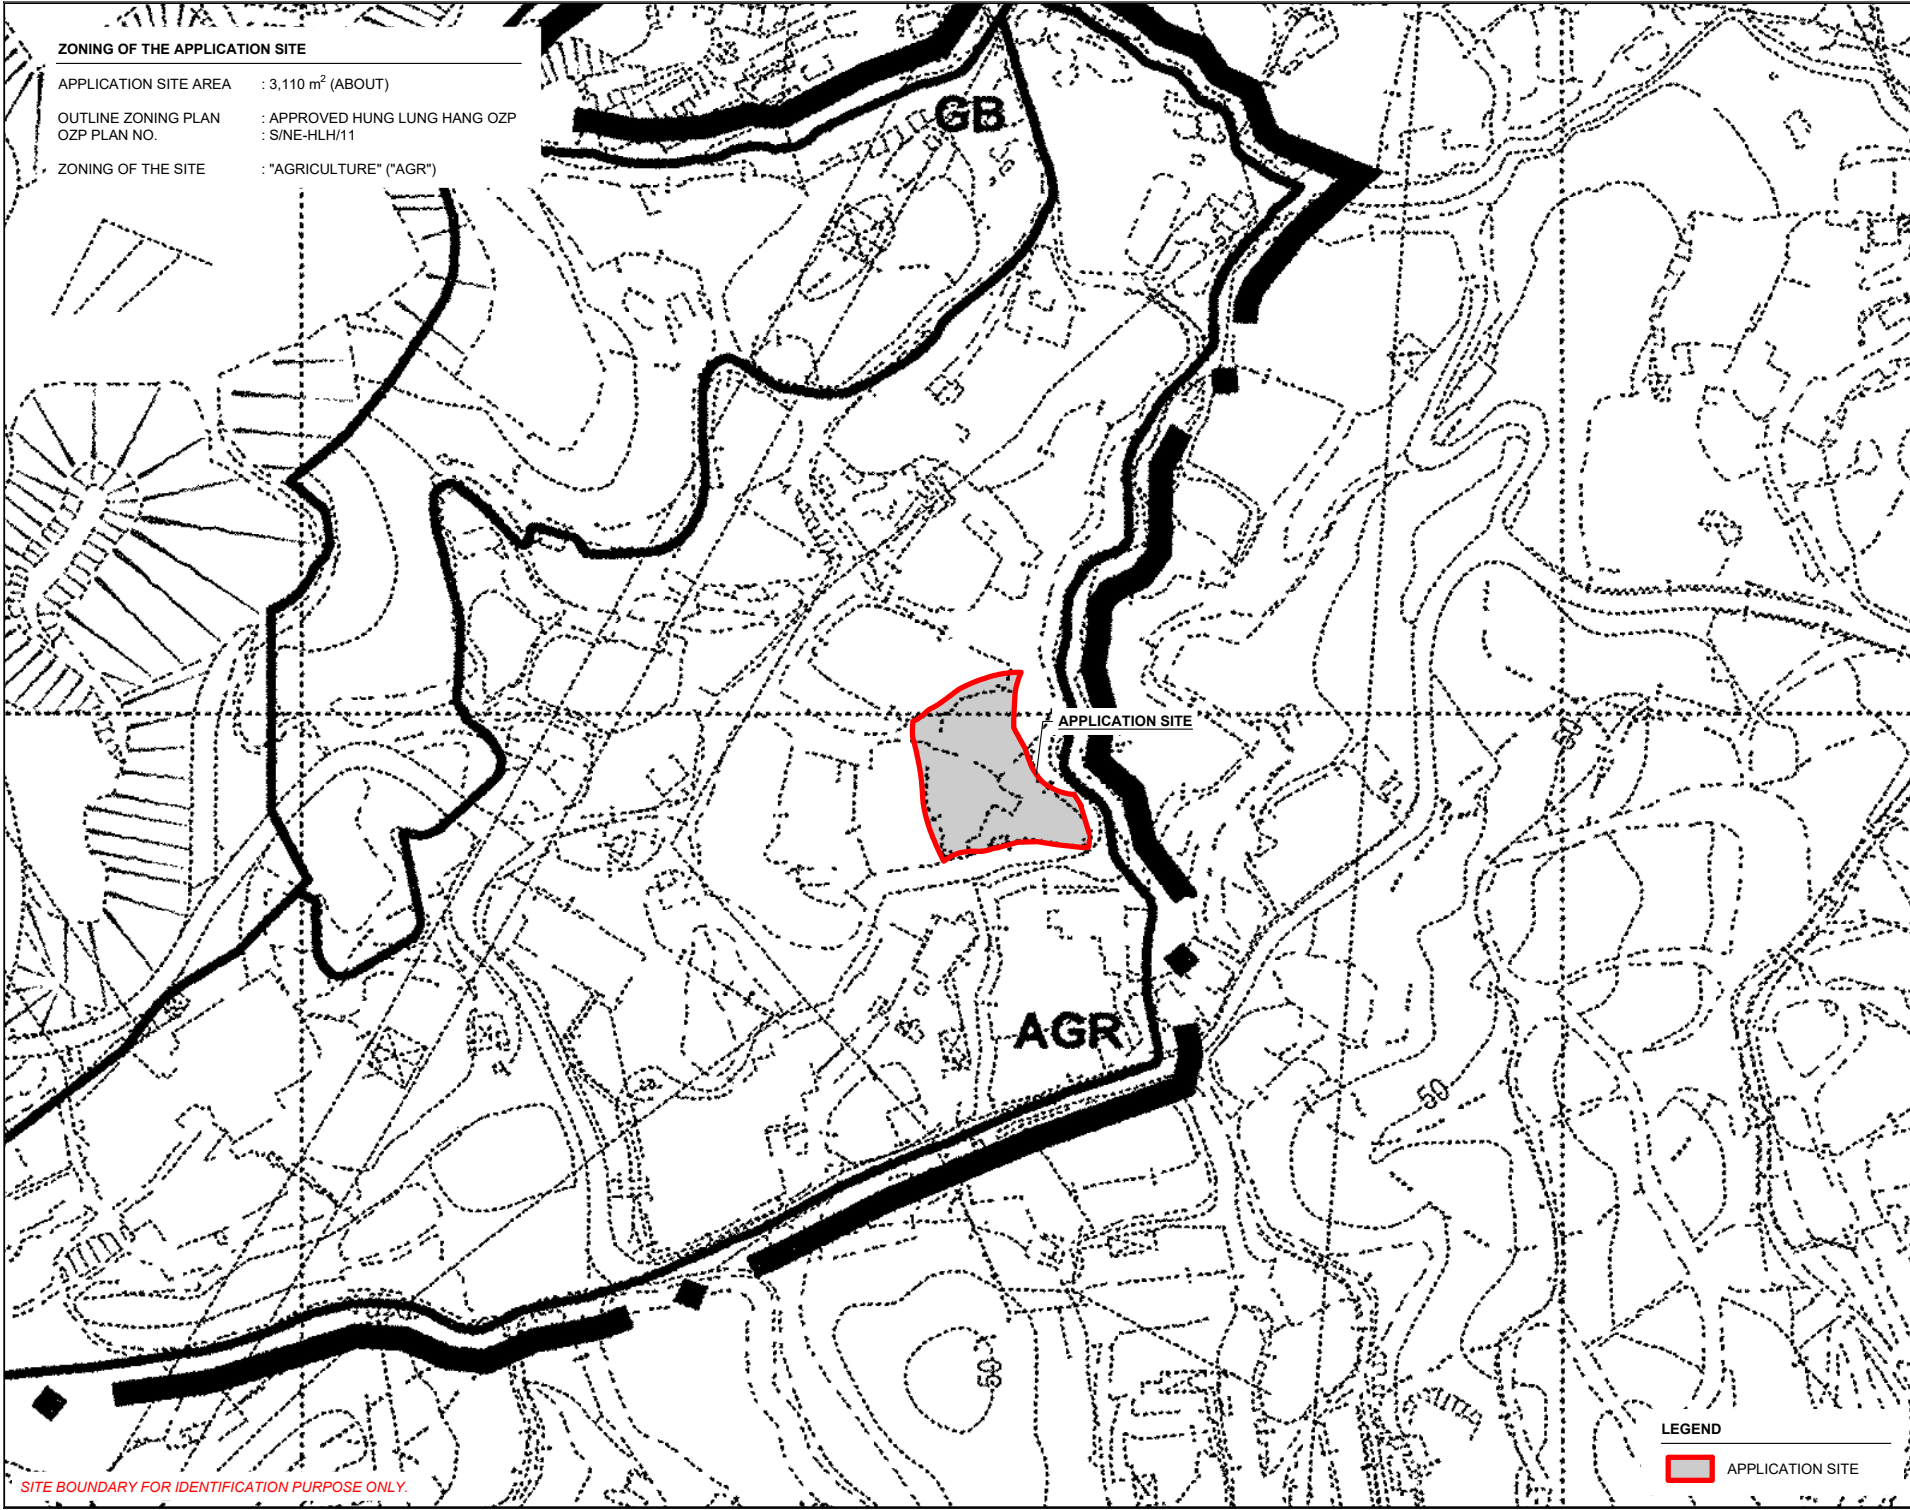 ZONING OF THE APPLICATION SITE
APPLICATION SITE AREA : 3,110 m² (ABOUT)
OUTLINE ZONING PLAN : APPROVED HUNG LUNG HANG OZP
OZP PLAN NO. : S/NE-HLH/11
ZONING OF THE SITE : "AGRICULTURE" ("AGR")
GB
APPLICATION SITE
50
AGR
50
50
LEGEND
APPLICATION SITE
SITE BOUNDARY FOR IDENTIFICATION PURPOSE ONLY.